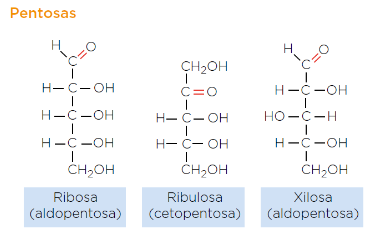 Pentosas
H O
C
H–C–OH
H–C–OH
H–C–OH
CH₂OH
Ribosa
(aldopentosa)
CH₂OH
C=O
H–C–OH
H–C–OH
CH₂OH
Ribulosa
(cetopentosa)
H O
C
H–C–OH
HO–C–H
H–C–OH
CH₂OH
Xilosa
(aldopentosa)